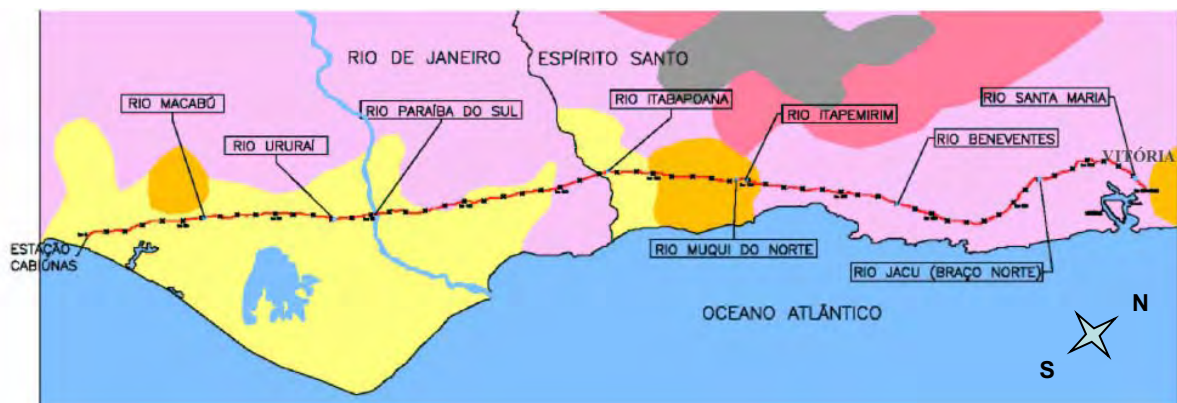 RIO DE JANEIRO
ESPÍRITO SANTO
RIO MACABÚ
RIO PARAÍBA DO SUL
RIO ITABAPOANA
RIO SANTA MARIA
RIO ITAPEMIRIM
RIO URURAÍ
RIO BENEVENTES
VITÓRIA
ESTAÇÃO
CABIÚNAS
RIO MUQUI DO NORTE
RIO JACU (BRAÇO NORTE)
OCEANO ATLÂNTICO
N
S